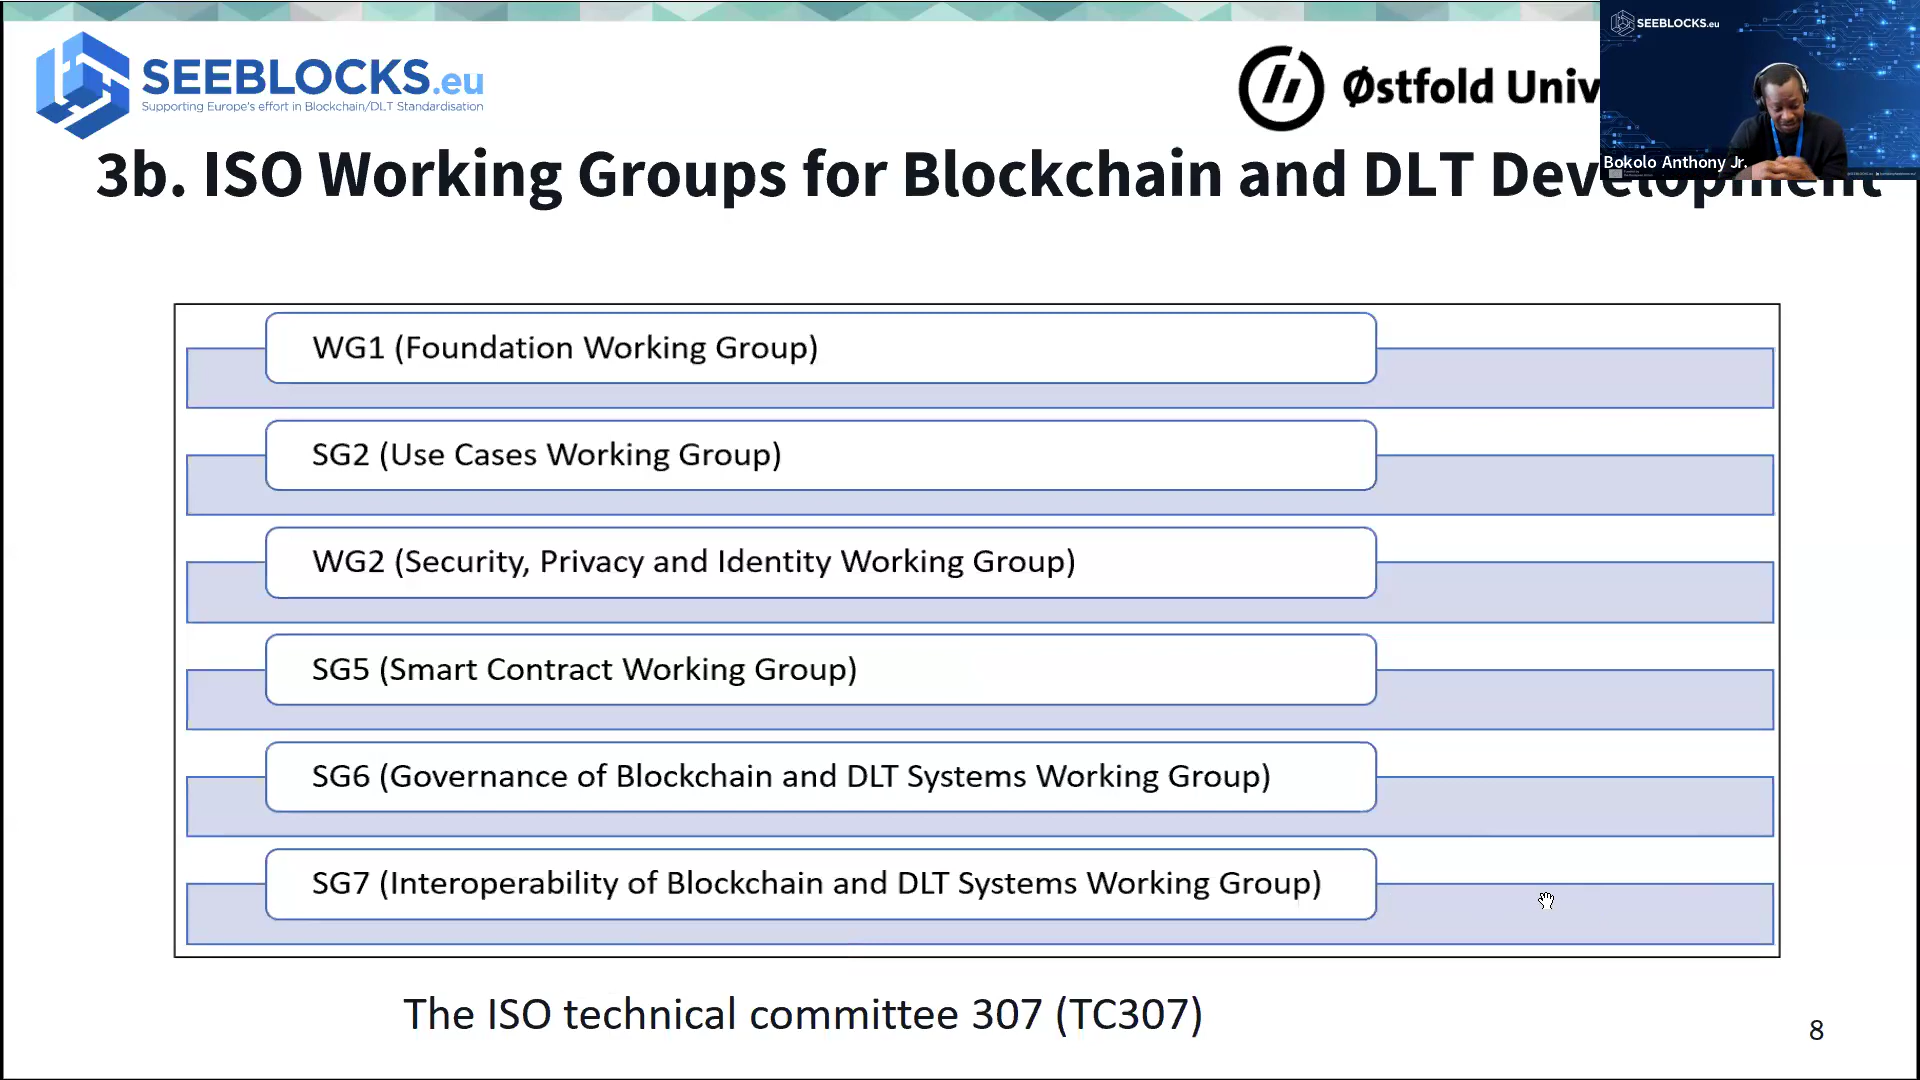 SEEBLOCKS.eu
Supporting Europe's effort in Blockchain/DLT Standardisation
Østfold Univ
SEEBLOCKS.eu
Bokolo Anthony Jr.
3b. ISO Working Groups for Blockchain and DLT Development
WG1 (Foundation Working Group)
SG2 (Use Cases Working Group)
WG2 (Security, Privacy and Identity Working Group)
SG5 (Smart Contract Working Group)
SG6 (Governance of Blockchain and DLT Systems Working Group)
SG7 (Interoperability of Blockchain and DLT Systems Working Group)
The ISO technical committee 307 (TC307)
8